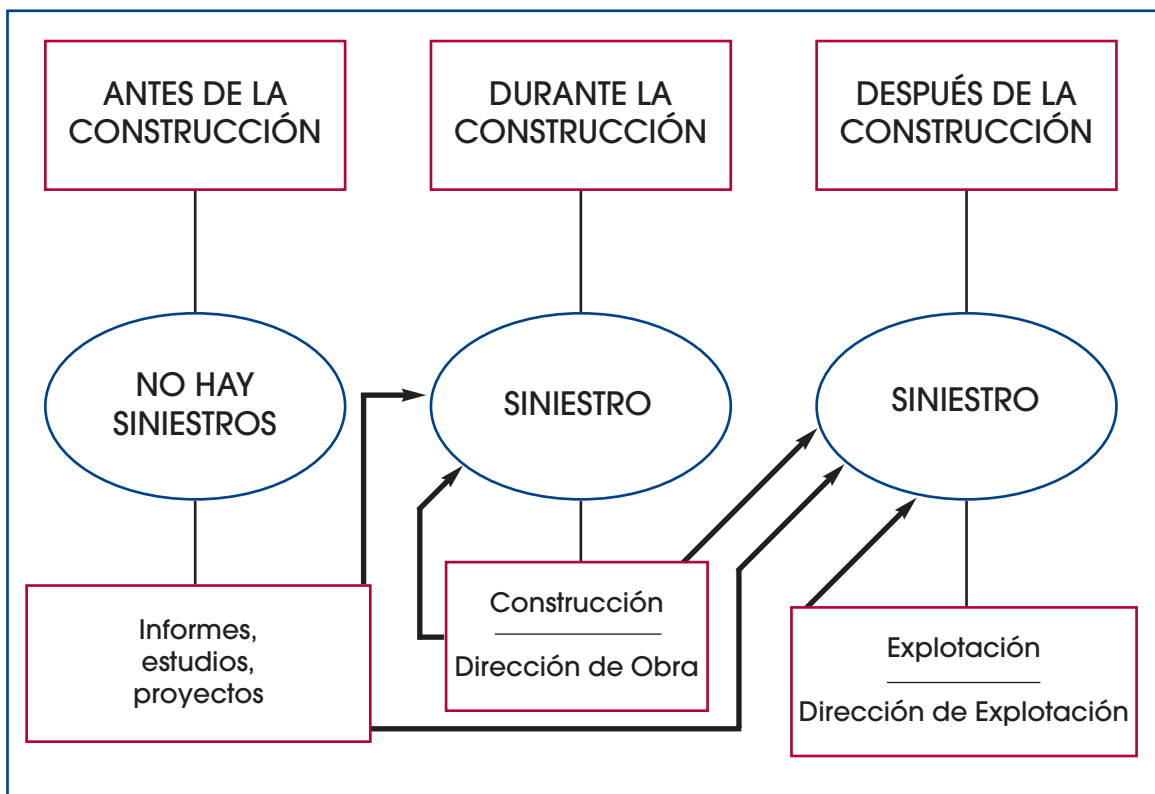 ANTES DE LA
CONSTRUCCIÓN
DURANTE LA
CONSTRUCCIÓN
DESPUÉS DE LA
CONSTRUCCIÓN
NO HAY
SINIESTROS
SINIESTRO
SINIESTRO
Informes,
estudios,
proyectos
Construcción
Dirección de Obra
Explotación
Dirección de Explotación